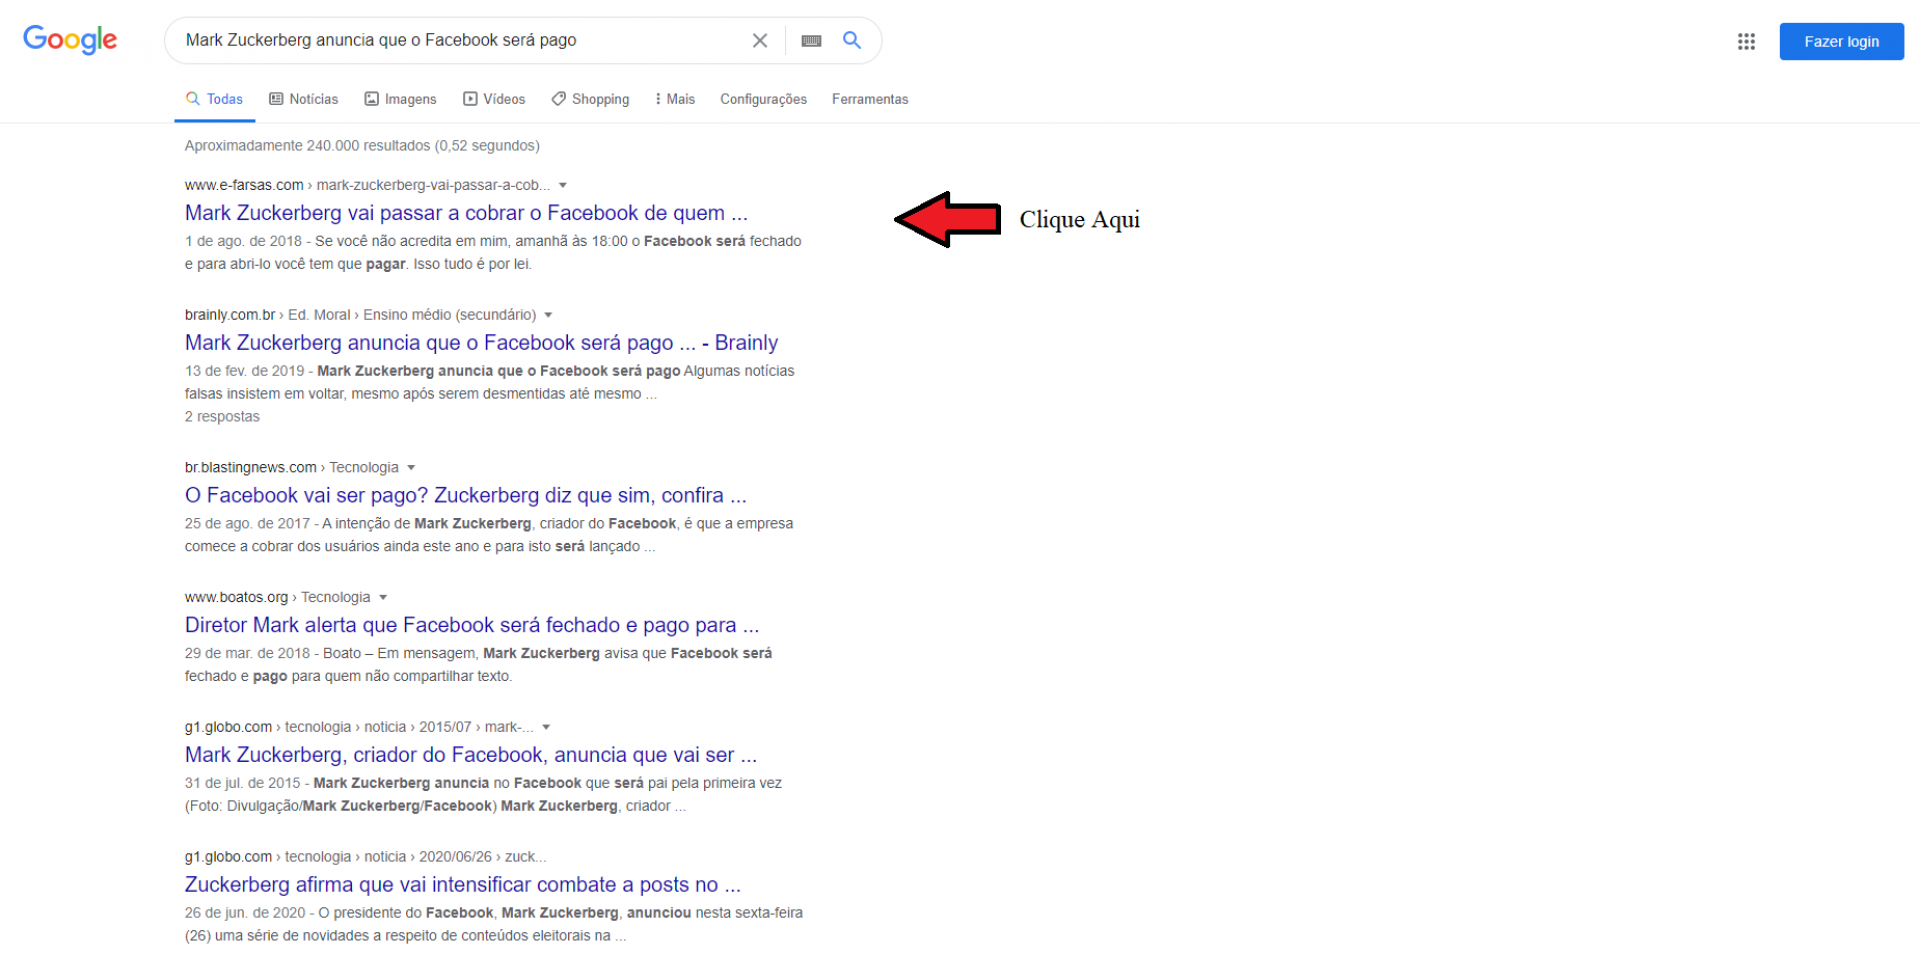 Google
Mark Zuckerberg anuncia que o Facebook será pago
Fazer login
Todas Notícias Imagens Vídeos Shopping Mais Configurações Ferramentas
Aproximadamente 240.000 resultados (0,52 segundos)
www.e-farsas.com › mark-zuckerberg-vai-passar-a-cob...
Mark Zuckerberg vai passar a cobrar o Facebook de quem ...
Clique Aqui
1 de ago. de 2018 - Se você não acredita em mim, amanhã às 18:00 o Facebook será fechado
e para abri-lo você tem que pagar. Isso tudo é por lei.
brainly.com.br › Ed. Moral › Ensino médio (secundário)
Mark Zuckerberg anuncia que o Facebook será pago ... - Brainly
13 de fev. de 2019 - Mark Zuckerberg anuncia que o Facebook será pago Algumas notícias
falsas insistem em voltar, mesmo após serem desmentidas até mesmo ...
2 respostas
br.blastingnews.com › Tecnologia
O Facebook vai ser pago? Zuckerberg diz que sim, confira ...
25 de ago. de 2017 - A intenção de Mark Zuckerberg, criador do Facebook, é que a empresa
comece a cobrar dos usuários ainda este ano e para isto será lançado ...
www.boatos.org › Tecnologia
Diretor Mark alerta que Facebook será fechado e pago para ...
29 de mar. de 2018 - Boato – Em mensagem, Mark Zuckerberg avisa que Facebook será
fechado e pago para quem não compartilhar texto.
g1.globo.com › tecnologia › noticia › 2015/07 › mark-...
Mark Zuckerberg, criador do Facebook, anuncia que vai ser ...
31 de jul. de 2015 - Mark Zuckerberg anuncia no Facebook que será pai pela primeira vez
(Foto: Divulgação/Mark Zuckerberg/Facebook) Mark Zuckerberg, criador ...
g1.globo.com › tecnologia › noticia › 2020/06/26 › zuck...
Zuckerberg afirma que vai intensificar combate a posts no ...
26 de jun. de 2020 - O presidente do Facebook, Mark Zuckerberg, anunciou nesta sexta-feira
(26) uma série de novidades a respeito de conteúdos eleitorais na ...